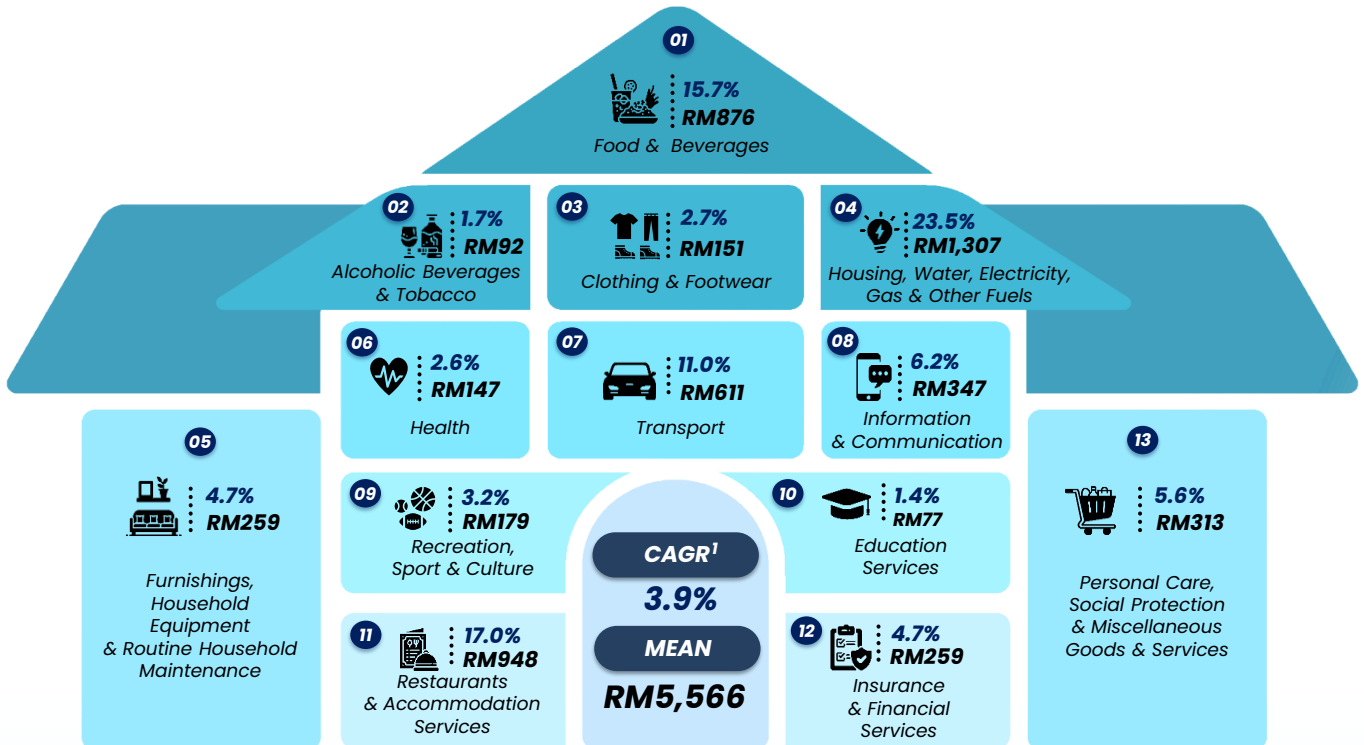 01
15.7%
RM876
Food & Beverages
02
1.7%
RM92
Alcoholic Beverages
& Tobacco
03
2.7%
RM151
Clothing & Footwear
04
23.5%
RM1,307
Housing, Water, Electricity,
Gas & Other Fuels
05
4.7%
RM259
Furnishings,
Household
Equipment
& Routine Household
Maintenance
06
2.6%
RM147
Health
07
11.0%
RM611
Transport
08
6.2%
RM347
Information
& Communication
09
3.2%
RM179
Recreation,
Sport & Culture
10
1.4%
RM77
Education
Services
11
17.0%
RM948
Restaurants
& Accommodation
Services
12
4.7%
RM259
Insurance
& Financial
Services
13
5.6%
RM313
Personal Care,
Social Protection
& Miscellaneous
Goods & Services
CAGR¹
3.9%
MEAN
RM5,566